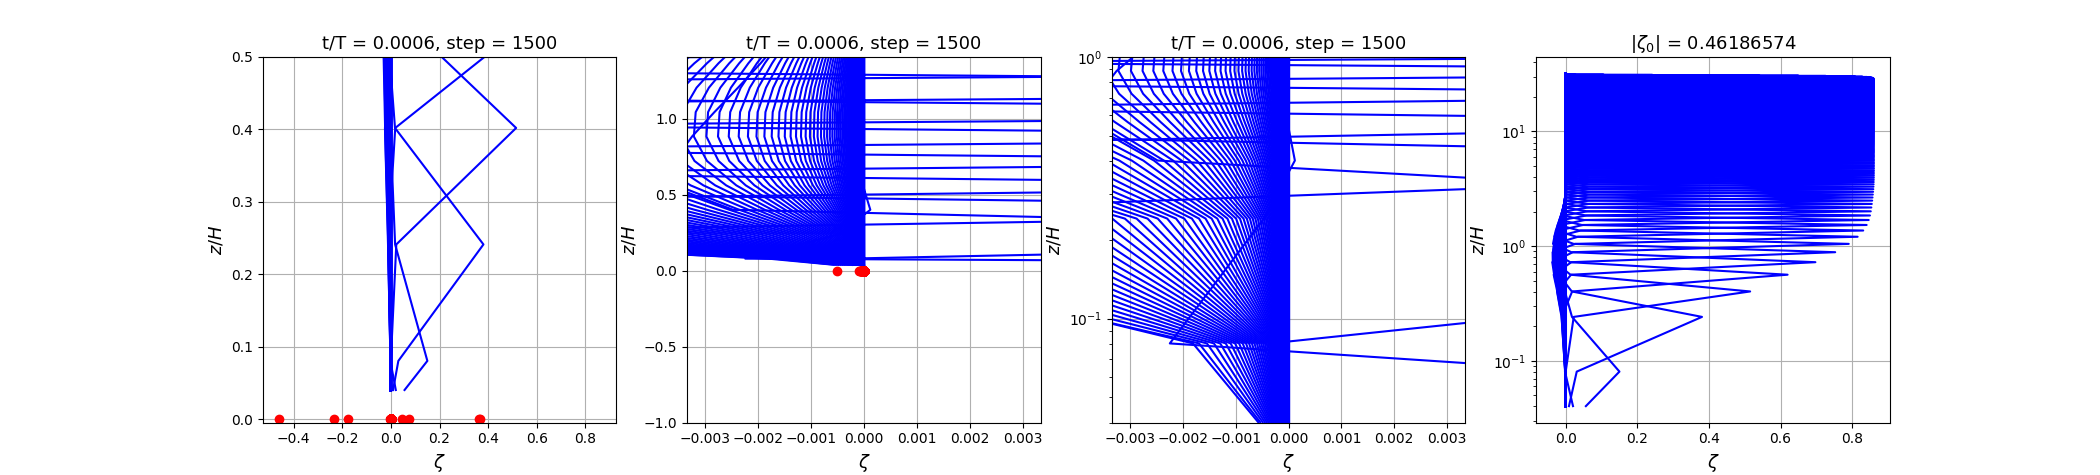 t/T = 0.0006, step = 1500
z/H
0.5
0.4
0.3
0.2
0.1
0.0
−0.4 −0.2 0.0 0.2 0.4 0.6 0.8
ζ
t/T = 0.0006, step = 1500
z/H
1.0
0.5
0.0
−0.5
−1.0
−0.003 −0.002 −0.001 0.000 0.001 0.002 0.003
ζ
t/T = 0.0006, step = 1500
z/H
10⁰
10⁻¹
−0.003 −0.002 −0.001 0.000 0.001 0.002 0.003
ζ
|ζ₀| = 0.46186574
z/H
10¹
10⁰
10⁻¹
0.0 0.2 0.4 0.6 0.8
ζ